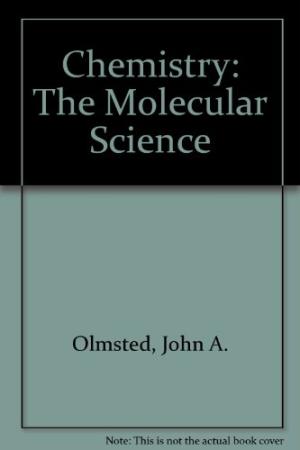 Chemistry:
The Molecular
Science
Olmsted, John A.
Note: This is not the actual book cover